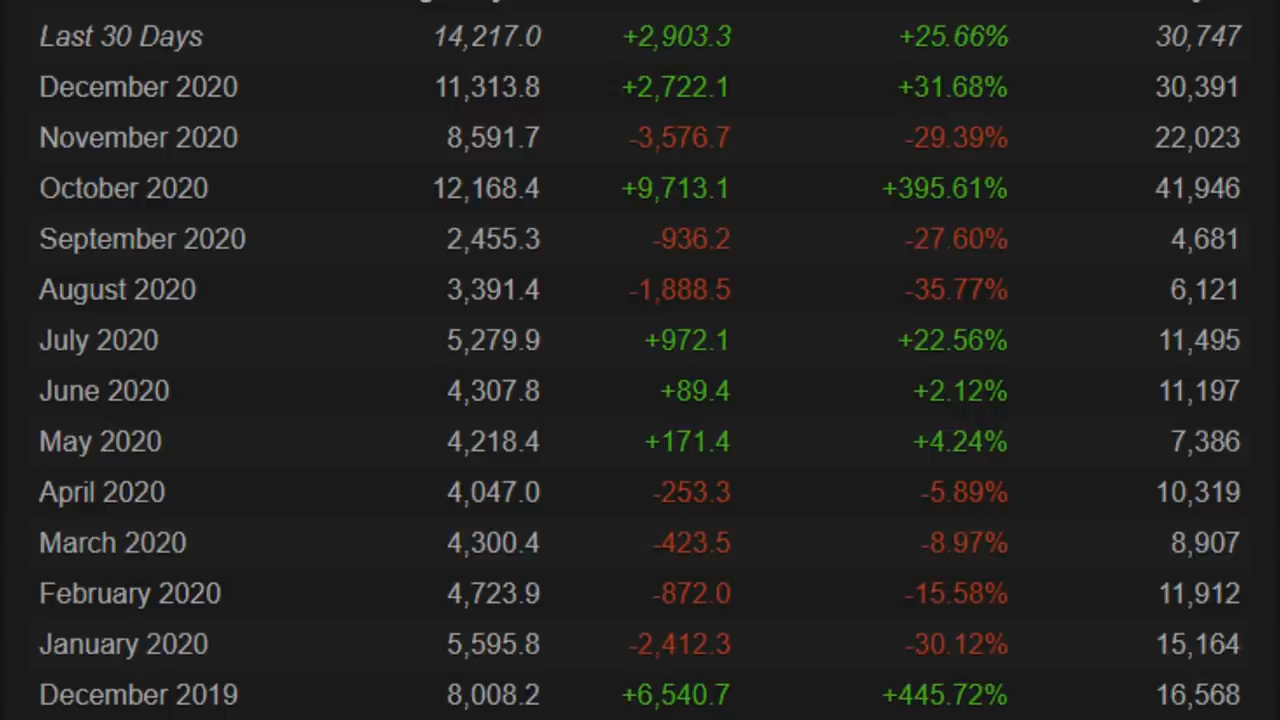 Last 30 Days 14,217.0 +2,903.3 +25.66% 30,747
December 2020 11,313.8 +2,722.1 +31.68% 30,391
November 2020 8,591.7 -3,576.7 -29.39% 22,023
October 2020 12,168.4 +9,713.1 +395.61% 41,946
September 2020 2,455.3 -936.2 -27.60% 4,681
August 2020 3,391.4 -1,888.5 -35.77% 6,121
July 2020 5,279.9 +972.1 +22.56% 11,495
June 2020 4,307.8 +89.4 +2.12% 11,197
May 2020 4,218.4 +171.4 +4.24% 7,386
April 2020 4,047.0 -253.3 -5.89% 10,319
March 2020 4,300.4 -423.5 -8.97% 8,907
February 2020 4,723.9 -872.0 -15.58% 11,912
January 2020 5,595.8 -2,412.3 -30.12% 15,164
December 2019 8,008.2 +6,540.7 +445.72% 16,568